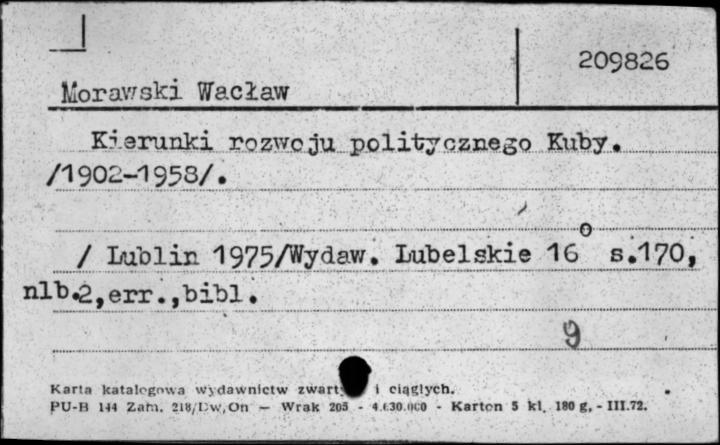 209826
Morawski Wacław
Kierunki rozwoju politycznego Kuby.
/1902-1958/.
/ Lublin 1975/Wydaw. Lubelskie 16° s.170,
nlb.2,err.,bibl.
9
Karta katalogowa wydawnictw i ciągłych.
PU-B 144 Zam. 218/Dw,On — Wrak 205 - 4.030.000 - Karton 5 kl. 180 g, - III.72.